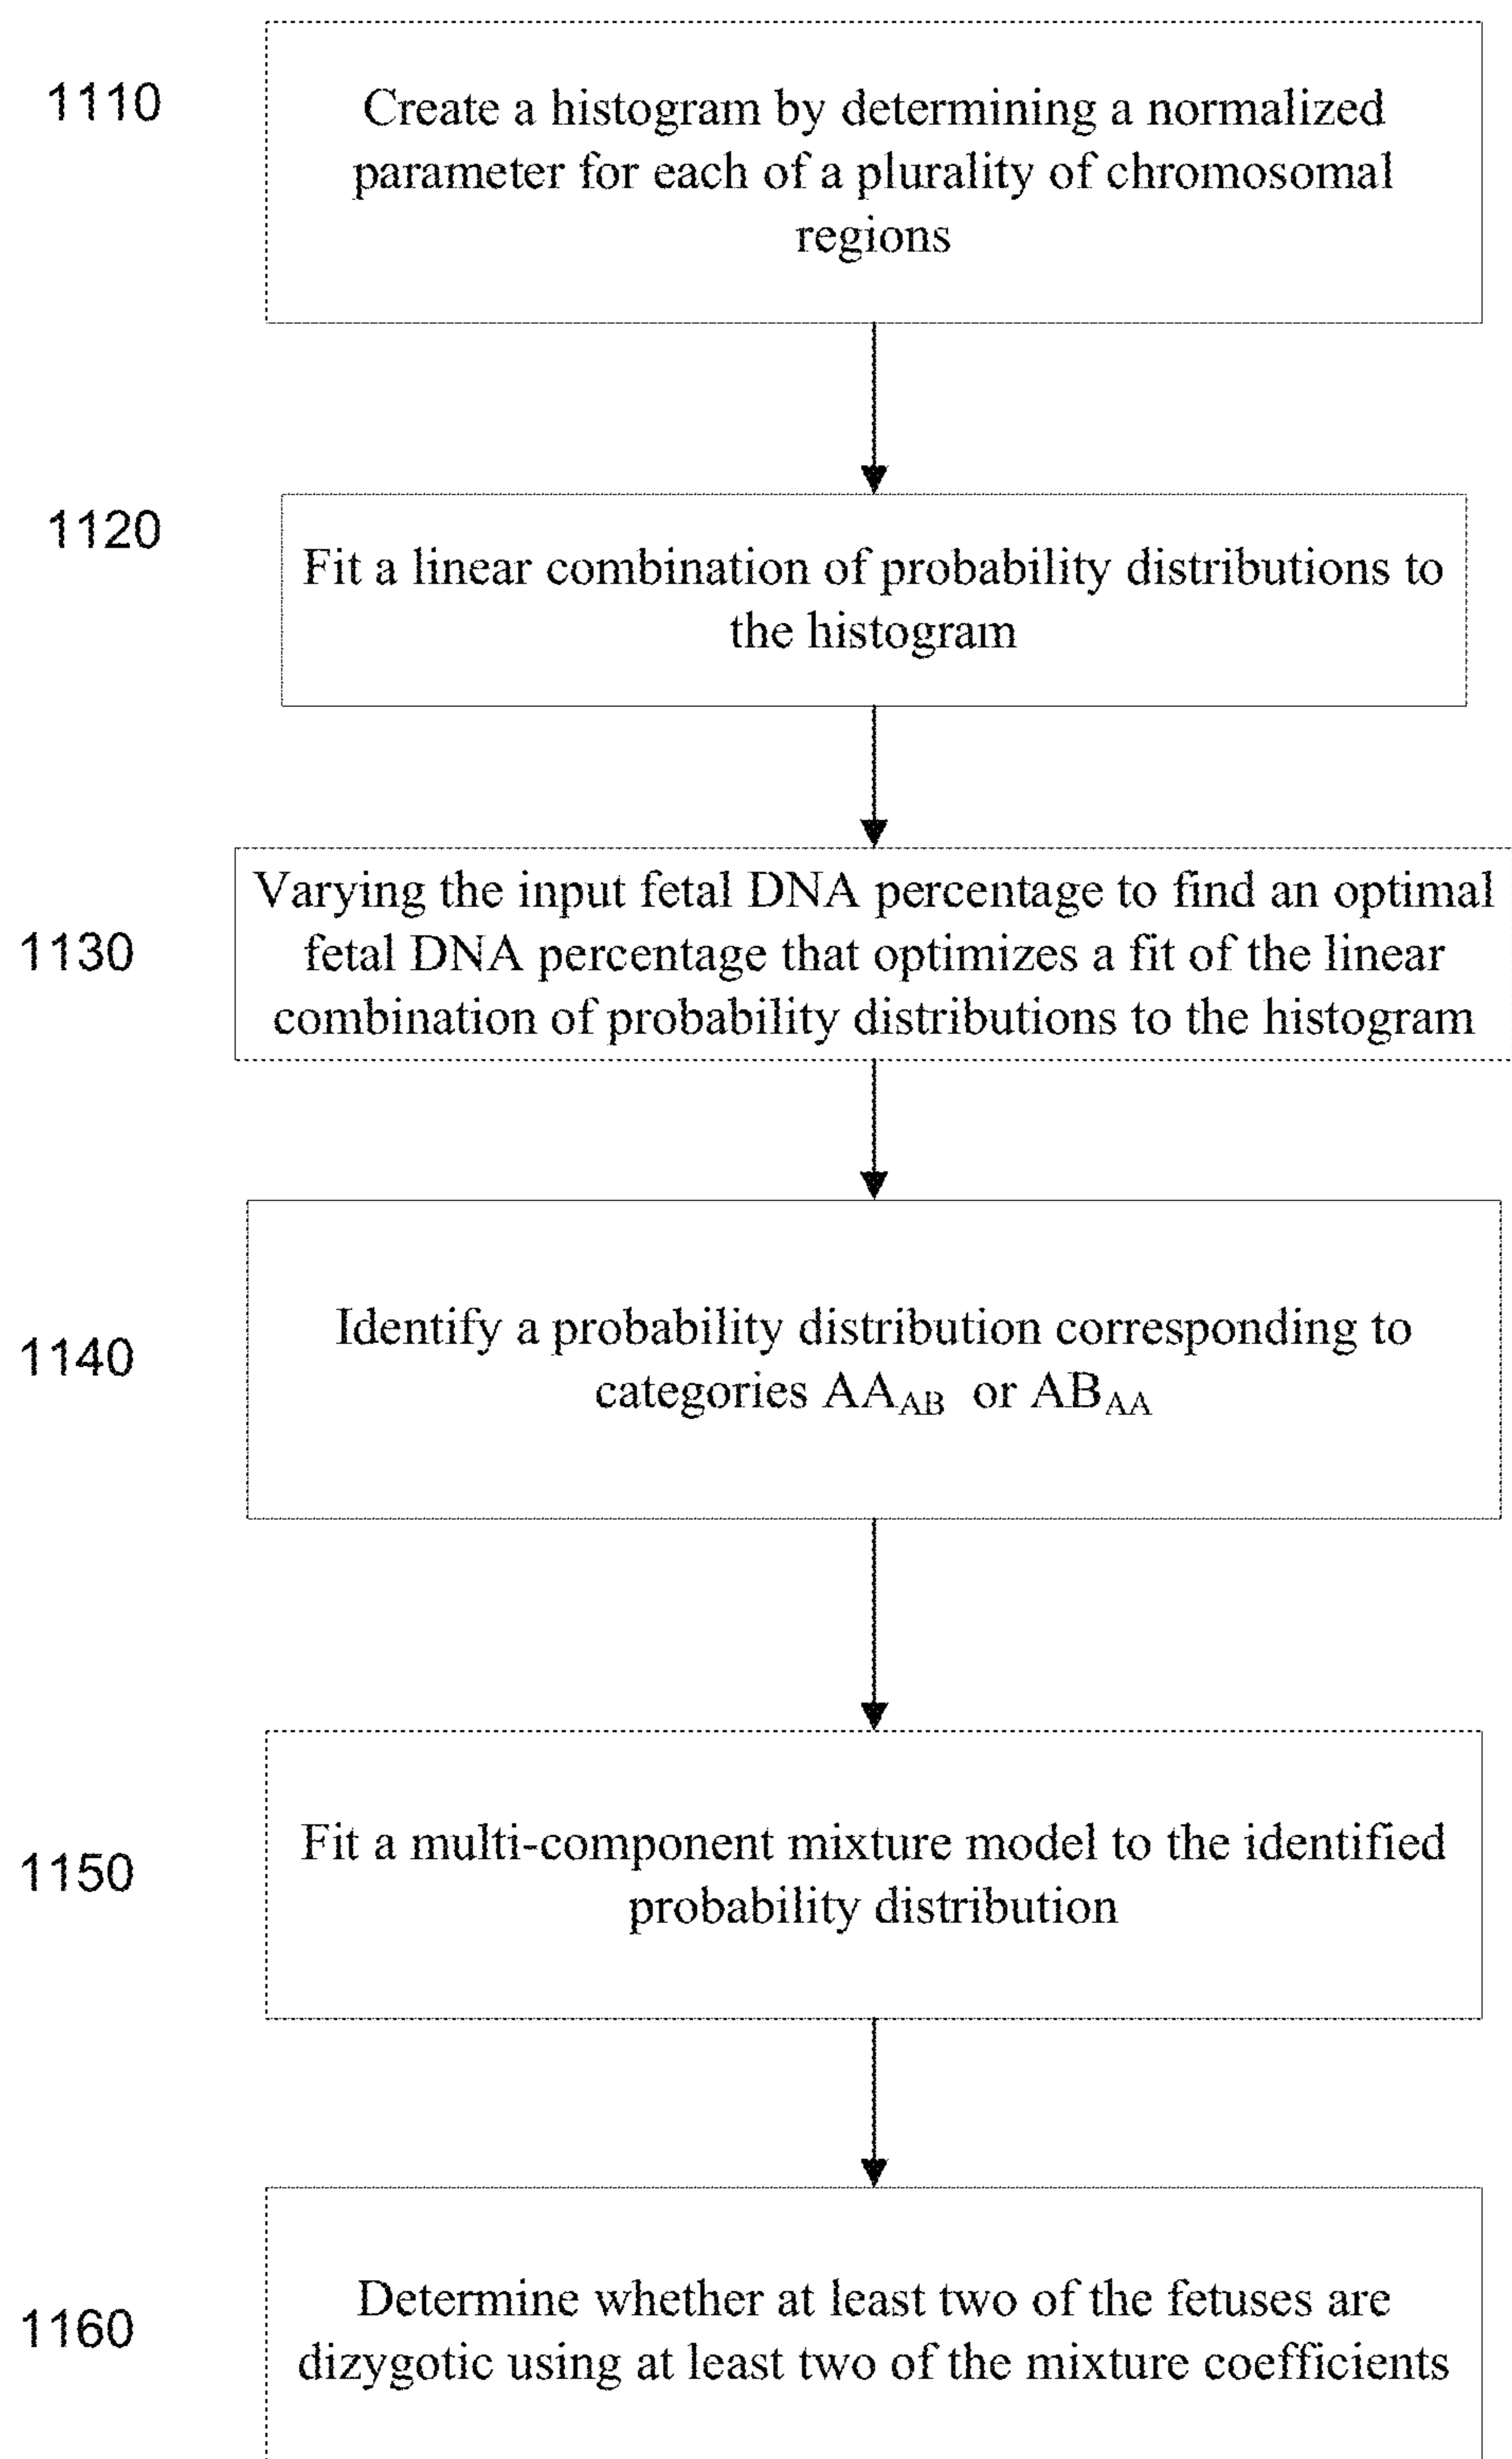 1110
Create a histogram by determining a normalized
parameter for each of a plurality of chromosomal
regions
1120
Fit a linear combination of probability distributions to
the histogram
1130
Varying the input fetal DNA percentage to find an optimal
fetal DNA percentage that optimizes a fit of the linear
combination of probability distributions to the histogram
1140
Identify a probability distribution corresponding to
categories AA_AB or AB_AA
1150
Fit a multi-component mixture model to the identified
probability distribution
1160
Determine whether at least two of the fetuses are
dizygotic using at least two of the mixture coefficients